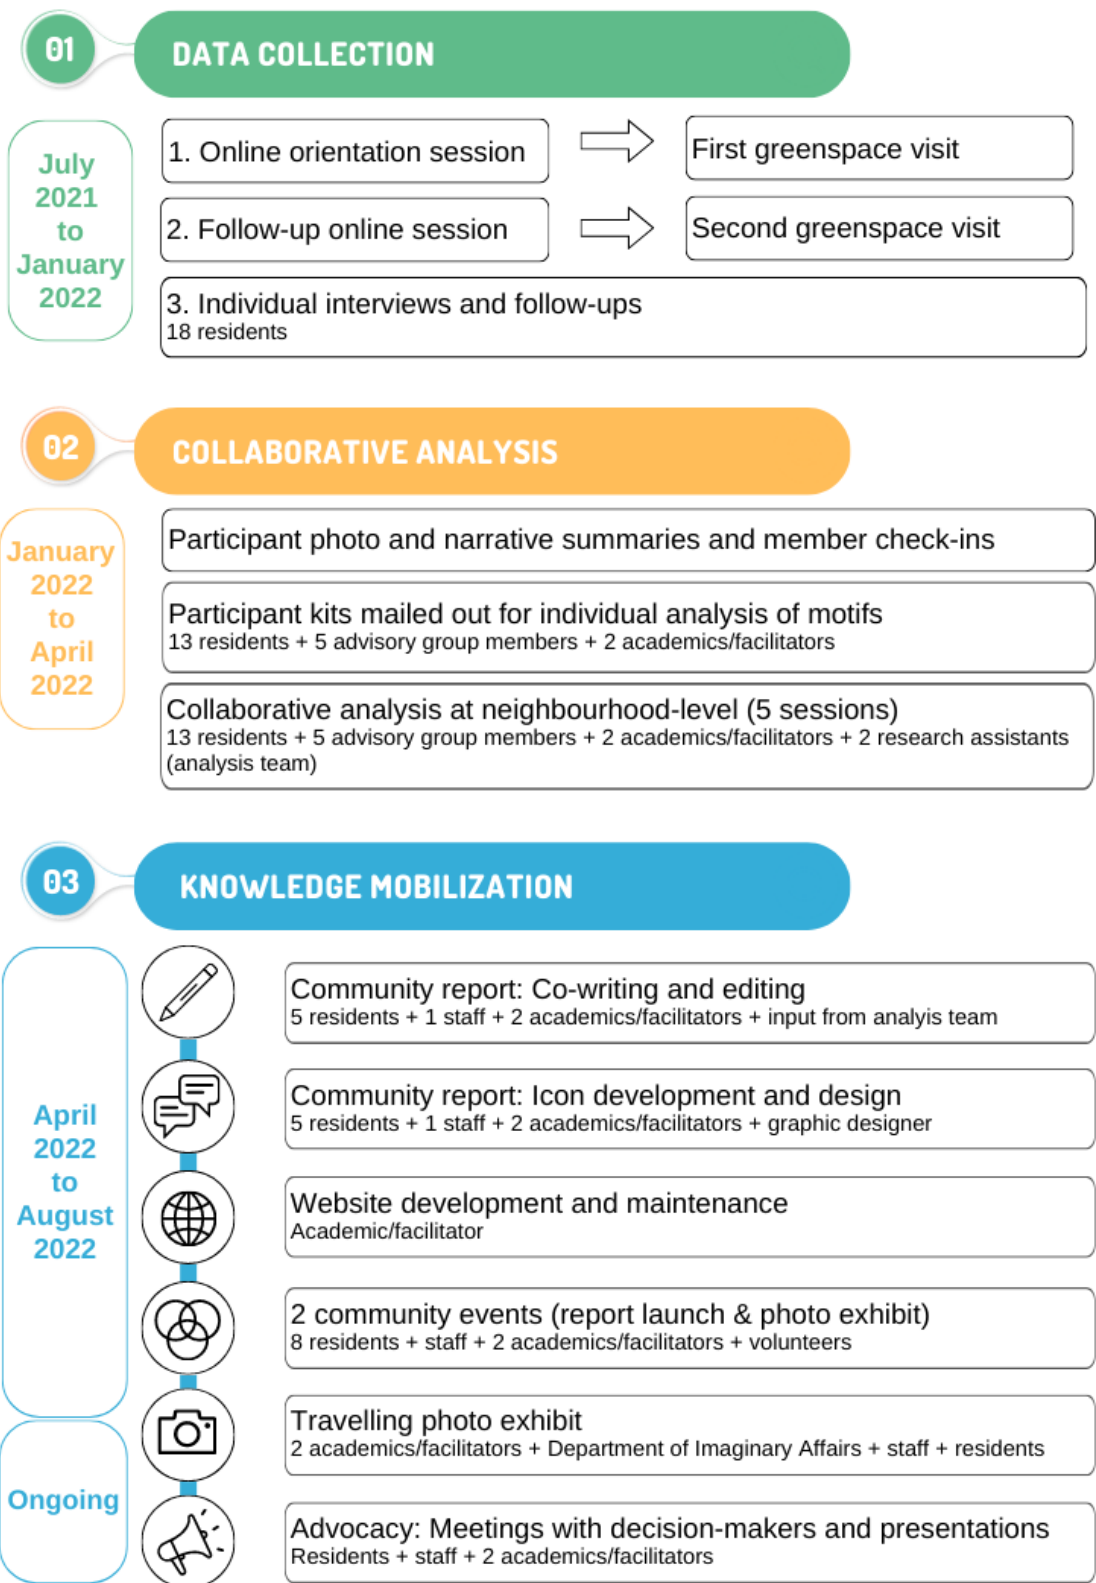 01
DATA COLLECTION
July
2021
to
January
2022
1. Online orientation session
First greenspace visit
2. Follow-up online session
Second greenspace visit
3. Individual interviews and follow-ups
18 residents
02
COLLABORATIVE ANALYSIS
January
2022
to
April
2022
Participant photo and narrative summaries and member check-ins
Participant kits mailed out for individual analysis of motifs
13 residents + 5 advisory group members + 2 academics/facilitators
Collaborative analysis at neighbourhood-level (5 sessions)
13 residents + 5 advisory group members + 2 academics/facilitators + 2 research assistants
(analysis team)
03
KNOWLEDGE MOBILIZATION
April
2022
to
August
2022
Community report: Co-writing and editing
5 residents + 1 staff + 2 academics/facilitators + input from analyis team
Community report: Icon development and design
5 residents + 1 staff + 2 academics/facilitators + graphic designer
Website development and maintenance
Academic/facilitator
2 community events (report launch & photo exhibit)
8 residents + staff + 2 academics/facilitators + volunteers
Ongoing
Travelling photo exhibit
2 academics/facilitators + Department of Imaginary Affairs + staff + residents
Advocacy: Meetings with decision-makers and presentations
Residents + staff + 2 academics/facilitators